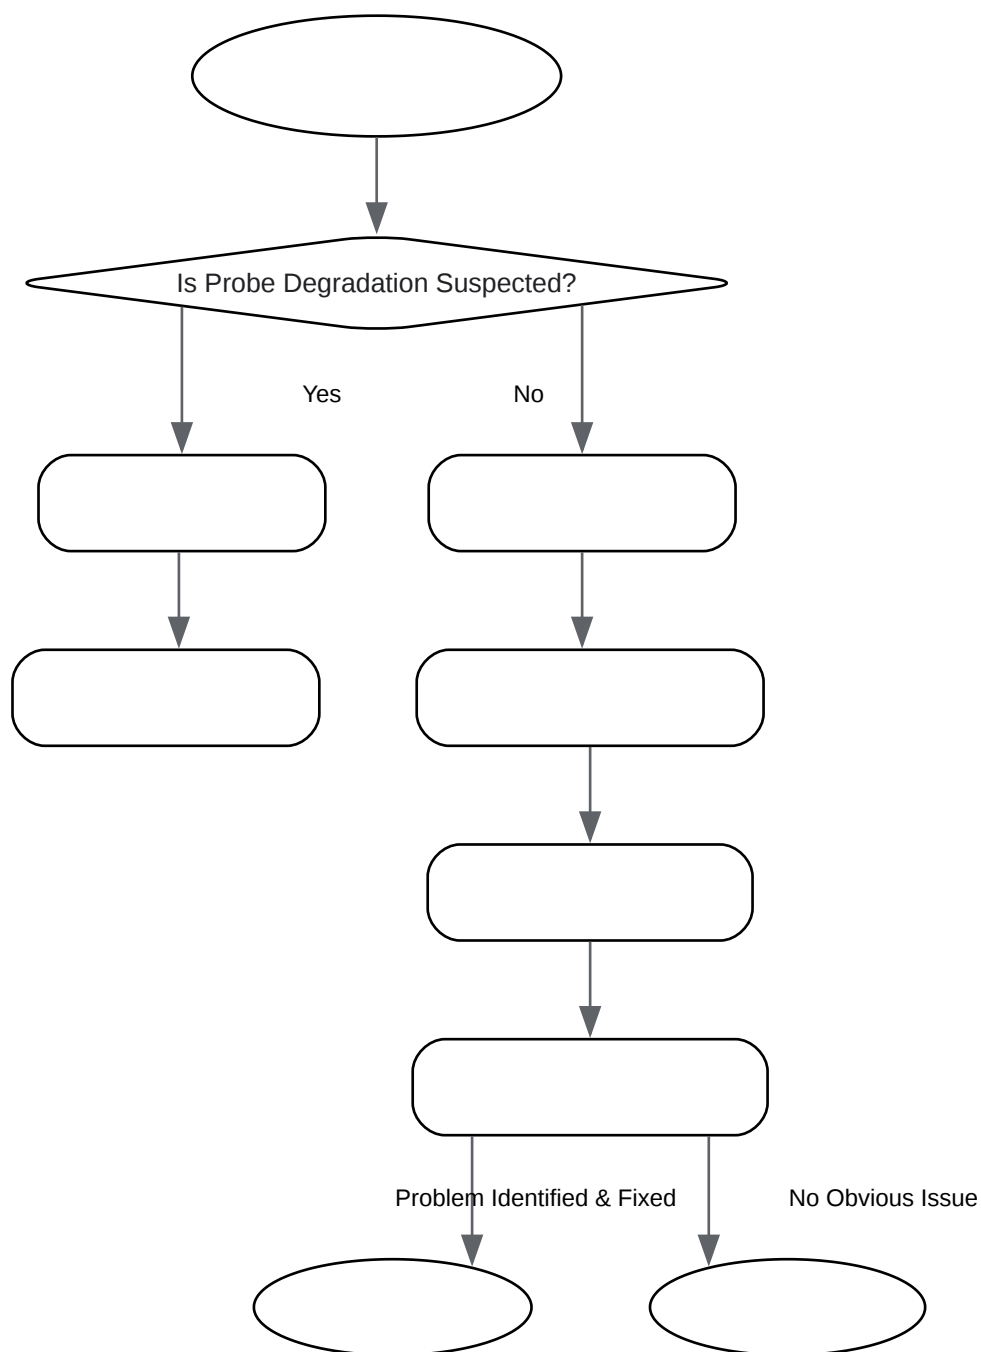 Is Probe Degradation Suspected?
Yes
No
Problem Identified & Fixed
No Obvious Issue